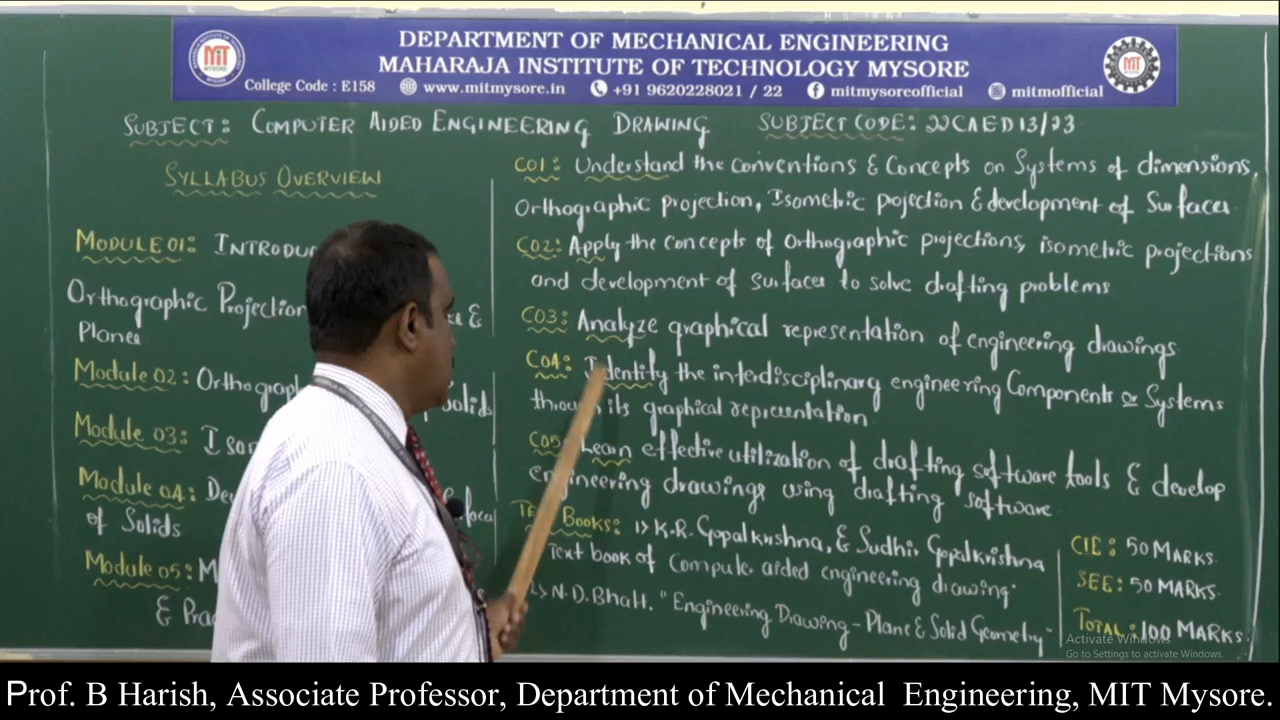 DEPARTMENT OF MECHANICAL ENGINEERING
MAHARAJA INSTITUTE OF TECHNOLOGY MYSORE
College Code : E158 www.mitmysore.in +91 9620228021 / 22 mitmysoreofficial mitmofficial
MIT
MYSORE
MIT
SUBJECT: COMPUTER AIDED ENGINEERING DRAWING SUBJECT CODE: 22CAED13/23
SYLLABUS OVERVIEW
MODULE 01: INTRODUC
Orthographic Projection &
Planes
Module 02: Orthograp Solids
Module 03: Iso
Module 04: De
of Solids
Module 05: M
& Prac
CO1: Understand the conventions & Concepts on Systems of dimensions,
Orthographic projection, Isometric projection & development of Surfaces
CO2: Apply the concepts of orthographic projections, isometric projections
and development of surfaces to solve drafting problems
CO3: Analyze graphical representation of engineering drawings
CO4: Identify the interdisciplinary engineering Components or Systems
through its graphical representation
CO5: Learn effective utilization of drafting software tools & develop
engineering drawings using drafting software
Books: 1> K.R. Gopalkrishna, & Sudhir Gopalkrishna
Text book of Computer aided engineering drawing.
2> N.D. Bhatt. "Engineering Drawing - Plane & Solid Geometry-
CIE: 50 MARKS.
SEE: 50 MARKS.
TOTAL: 100 MARKS.
Activate Windows
Go to Settings to activate Windows.
Prof. B Harish, Associate Professor, Department of Mechanical Engineering, MIT Mysore.